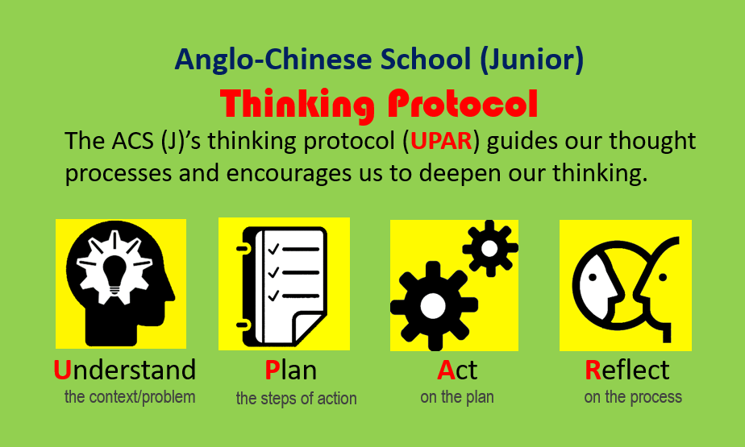 Anglo-Chinese School (Junior)
Thinking Protocol
The ACS (J)’s thinking protocol (UPAR) guides our thought
processes and encourages us to deepen our thinking.
Understand
the context/problem
Plan
the steps of action
Act
on the plan
Reflect
on the process